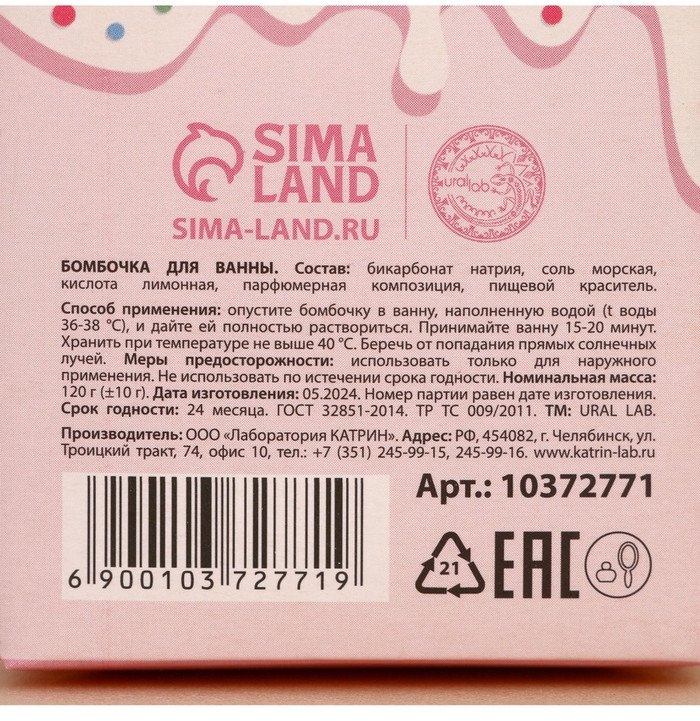 SIMA
LAND
SIMA-LAND.RU
ural lab
БОМБОЧКА ДЛЯ ВАННЫ. Состав: бикарбонат натрия, соль морская,
кислота лимонная, парфюмерная композиция, пищевой краситель.
Способ применения: опустите бомбочку в ванну, наполненную водой (t воды
36-38 °C), и дайте ей полностью раствориться. Принимайте ванну 15-20 минут.
Хранить при температуре не выше 40 °C. Беречь от попадания прямых солнечных
лучей. Меры предосторожности: использовать только для наружного
применения. Не использовать по истечении срока годности. Номинальная масса:
120 г (±10 г). Дата изготовления: 05.2024. Номер партии равен дате изготовления.
Срок годности: 24 месяца. ГОСТ 32851-2014. ТР ТС 009/2011. ТМ: URAL LAB.
Производитель: ООО «Лаборатория КАТРИН». Адрес: РФ, 454082, г. Челябинск, ул.
Троицкий тракт, 74, офис 10, тел.: +7 (351) 245-99-15, 245-99-16. www.katrin-lab.ru
Арт.: 10372771
6 900103 727719
21
EAC